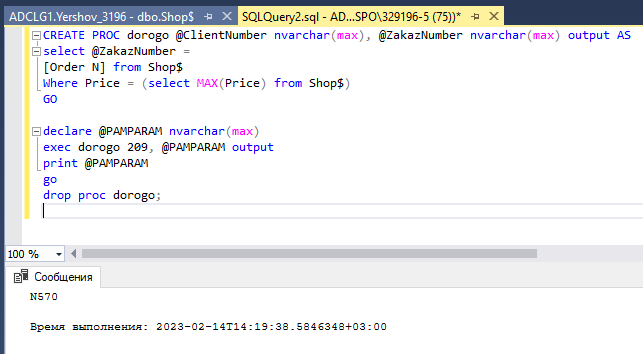 ADCLG1.Yershov_3196 - dbo.Shop$ SQLQuery2.sql - AD...SPO\329196-5 (75))*
CREATE PROC dorogo @ClientNumber nvarchar(max), @ZakazNumber nvarchar(max) output AS
select @ZakazNumber =
[Order N] from Shop$
Where Price = (select MAX(Price) from Shop$)
GO
declare @PAMPARAM nvarchar(max)
exec dorogo 209, @PAMPARAM output
print @PAMPARAM
go
drop proc dorogo;
100 %
Сообщения
N570
Время выполнения: 2023-02-14T14:19:38.5846348+03:00